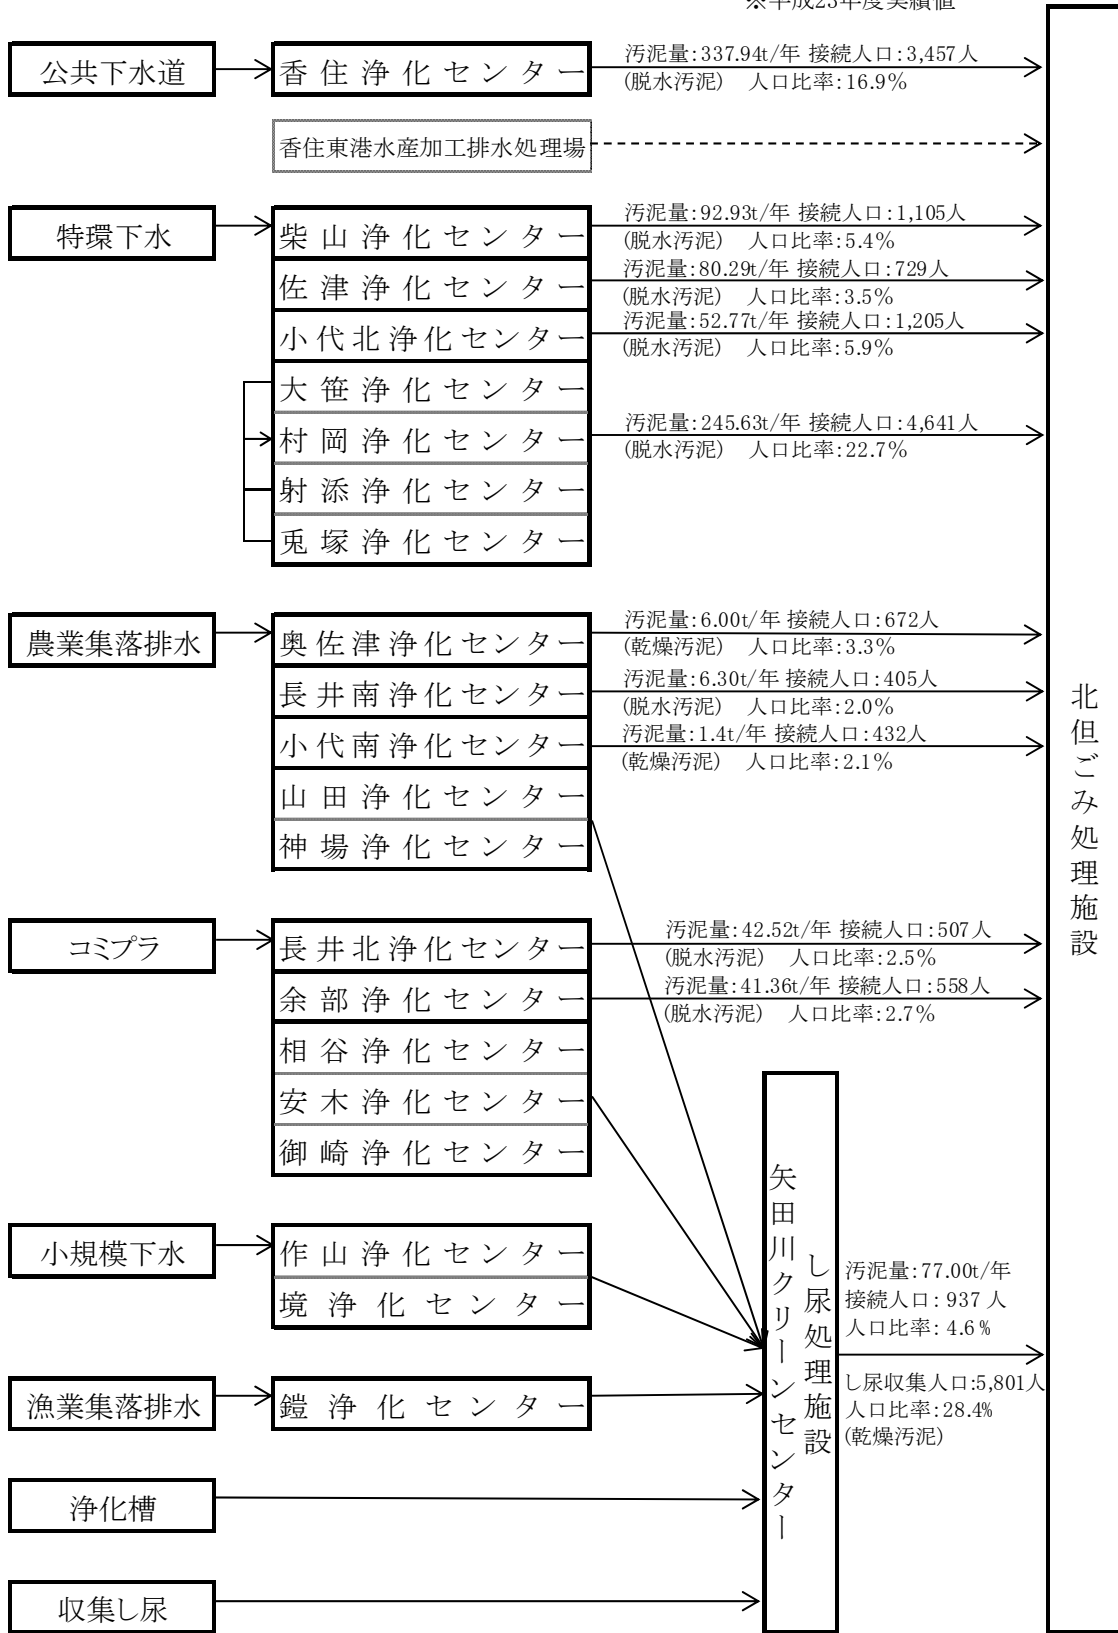 ※平成23年度実績値
公共下水道
香住浄化センター
汚泥量:337.94t/年 接続人口:3,457人
(脱水汚泥) 人口比率:16.9%
香住東港水産加工排水処理場
特環下水
柴山浄化センター
汚泥量:92.93t/年 接続人口:1,105人
(脱水汚泥) 人口比率:5.4%
佐津浄化センター
汚泥量:80.29t/年 接続人口:729人
(脱水汚泥) 人口比率:3.5%
小代北浄化センター
汚泥量:52.77t/年 接続人口:1,205人
(脱水汚泥) 人口比率:5.9%
大笹浄化センター
村岡浄化センター
汚泥量:245.63t/年 接続人口:4,641人
(脱水汚泥) 人口比率:22.7%
射添浄化センター
兎塚浄化センター
農業集落排水
奥佐津浄化センター
汚泥量:6.00t/年 接続人口:672人
(乾燥汚泥) 人口比率:3.3%
長井南浄化センター
汚泥量:6.30t/年 接続人口:405人
(脱水汚泥) 人口比率:2.0%
小代南浄化センター
汚泥量:1.4t/年 接続人口:432人
(乾燥汚泥) 人口比率:2.1%
山田浄化センター
神場浄化センター
コミプラ
長井北浄化センター
汚泥量:42.52t/年 接続人口:507人
(脱水汚泥) 人口比率:2.5%
余部浄化センター
汚泥量:41.36t/年 接続人口:558人
(脱水汚泥) 人口比率:2.7%
相谷浄化センター
安木浄化センター
御崎浄化センター
小規模下水
作山浄化センター
境浄化センター
漁業集落排水
鎧浄化センター
浄化槽
収集し尿
し尿処理施設
矢田川クリーンセンター
汚泥量:77.00t/年
接続人口: 937 人
人口比率: 4.6%
し尿収集人口:5,801人
人口比率:28.4%
(乾燥汚泥)
北但ごみ処理施設